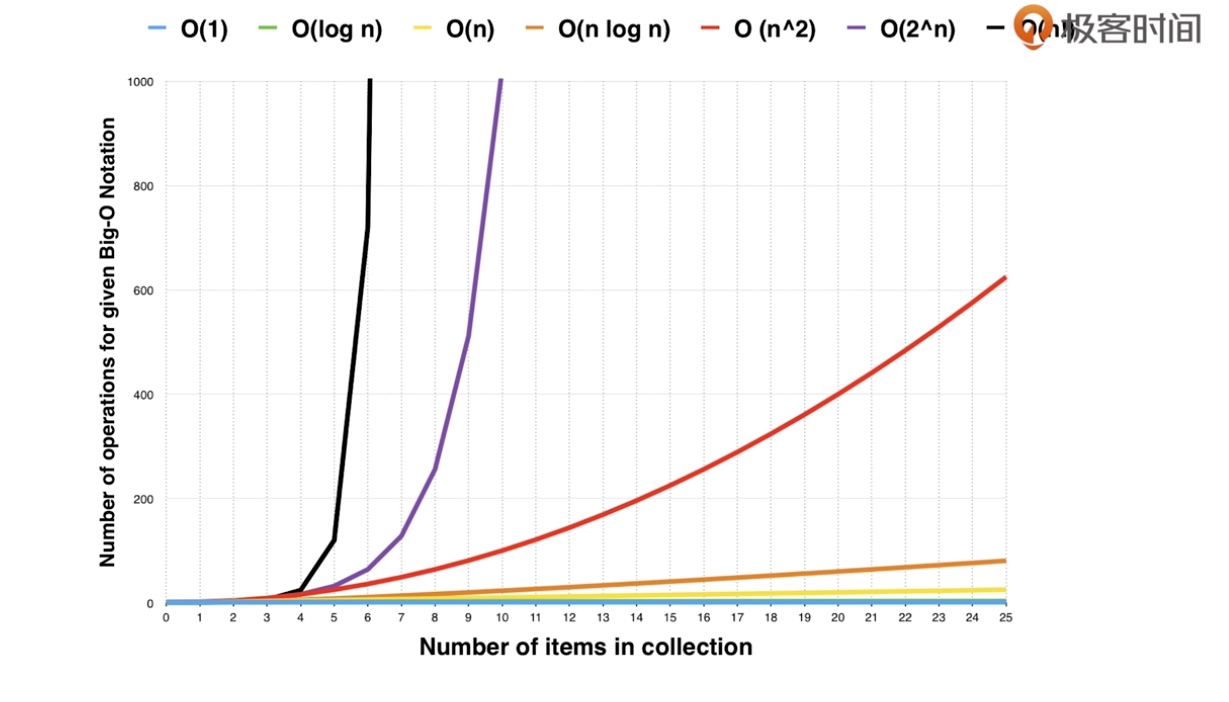 O(1) O(log n) O(n) O(n log n) O (n^2) O(2^n)
极客时间
1000
800
600
400
200
0
Number of operations for given Big-O Notation
0 1 2 3 4 5 6 7 8 9 10 11 12 13 14 15 16 17 18 19 20 21 22 23 24 25
Number of items in collection